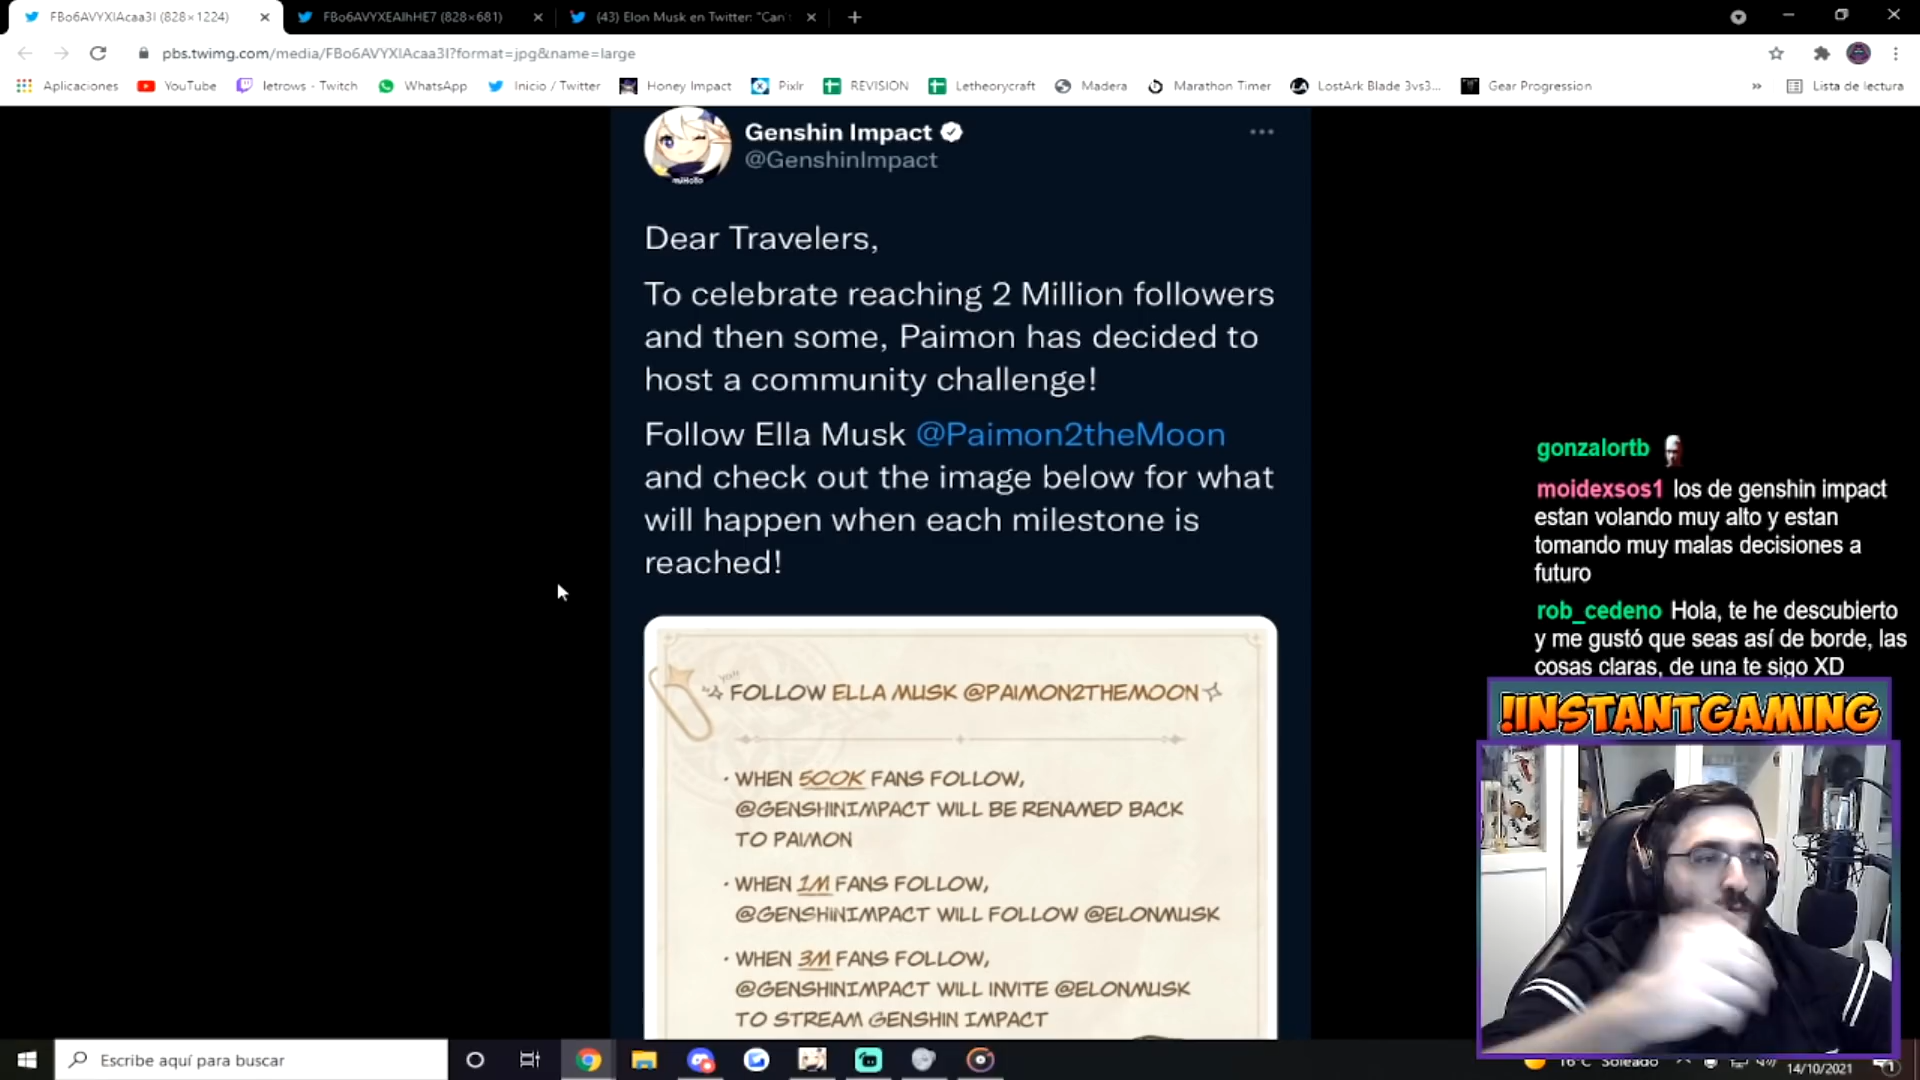 FBo6AVYXIAcaa3I (828×1224)
FBo6AVYXEAIhHE7 (828×681)
(43) Elon Musk en Twitter: "Can'
pbs.twimg.com/media/FBo6AVYXIAcaa3I?format=jpg&name=large
Aplicaciones YouTube letrows - Twitch WhatsApp Inicio / Twitter Honey Impact Pixlr REVISION Letheorycraft Madera Marathon Timer LostArk Blade 3vs3... Gear Progression » Lista de lectura
Genshin Impact
@GenshinImpact
miHoYo
Dear Travelers,
To celebrate reaching 2 Million followers
and then some, Paimon has decided to
host a community challenge!
Follow Ella Musk @Paimon2theMoon
and check out the image below for what
will happen when each milestone is
reached!
FOLLOW ELLA MUSK @PAIMON2THEMOON
· WHEN 500K FANS FOLLOW,
@GENSHINIMPACT WILL BE RENAMED BACK
TO PAIMON
· WHEN 1M FANS FOLLOW,
@GENSHINIMPACT WILL FOLLOW @ELONMUSK
· WHEN 3M FANS FOLLOW,
@GENSHINIMPACT WILL INVITE @ELONMUSK
TO STREAM GENSHIN IMPACT
gonzalortb
moidexsos1 los de genshin impact
estan volando muy alto y estan
tomando muy malas decisiones a
futuro
rob_cedeno Hola, te he descubierto
y me gustó que seas así de borde, las
cosas claras, de una te sigo XD
!INSTANTGAMING
Escribe aquí para buscar
16°C Soleado
14/10/2021